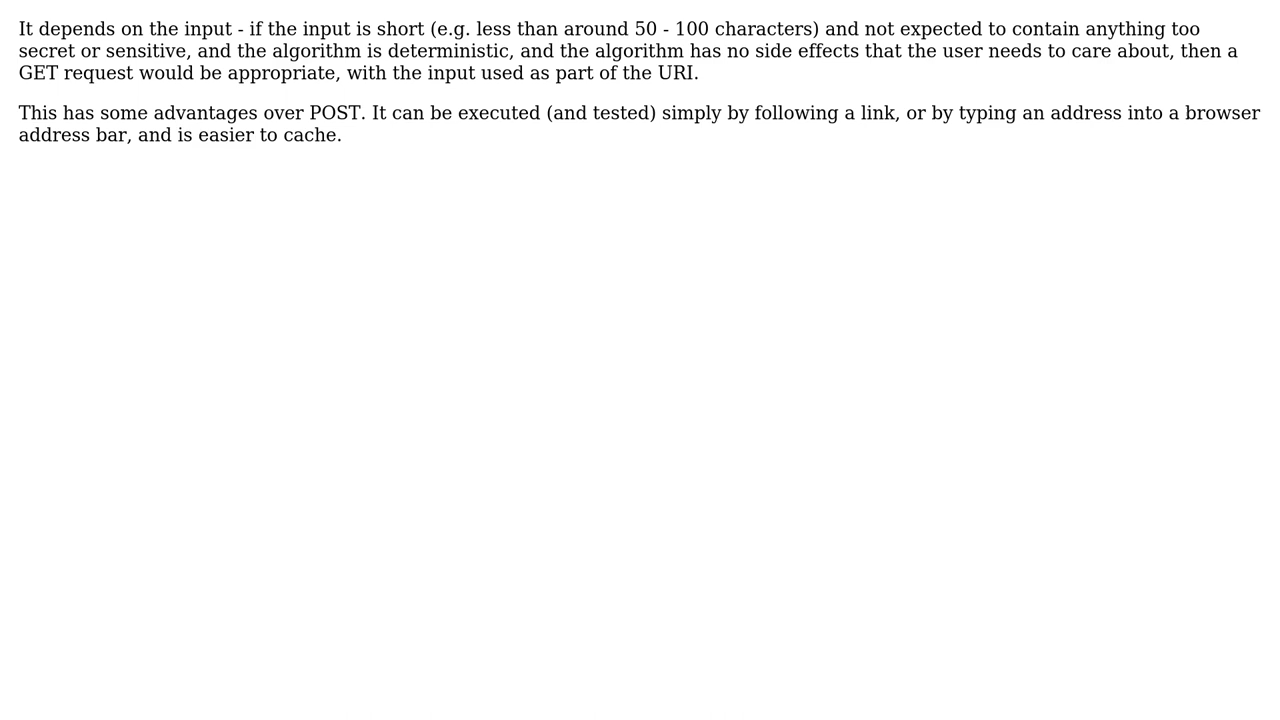 It depends on the input - if the input is short (e.g. less than around 50 - 100 characters) and not expected to contain anything too
secret or sensitive, and the algorithm is deterministic, and the algorithm has no side effects that the user needs to care about, then a
GET request would be appropriate, with the input used as part of the URI.
This has some advantages over POST. It can be executed (and tested) simply by following a link, or by typing an address into a browser
address bar, and is easier to cache.